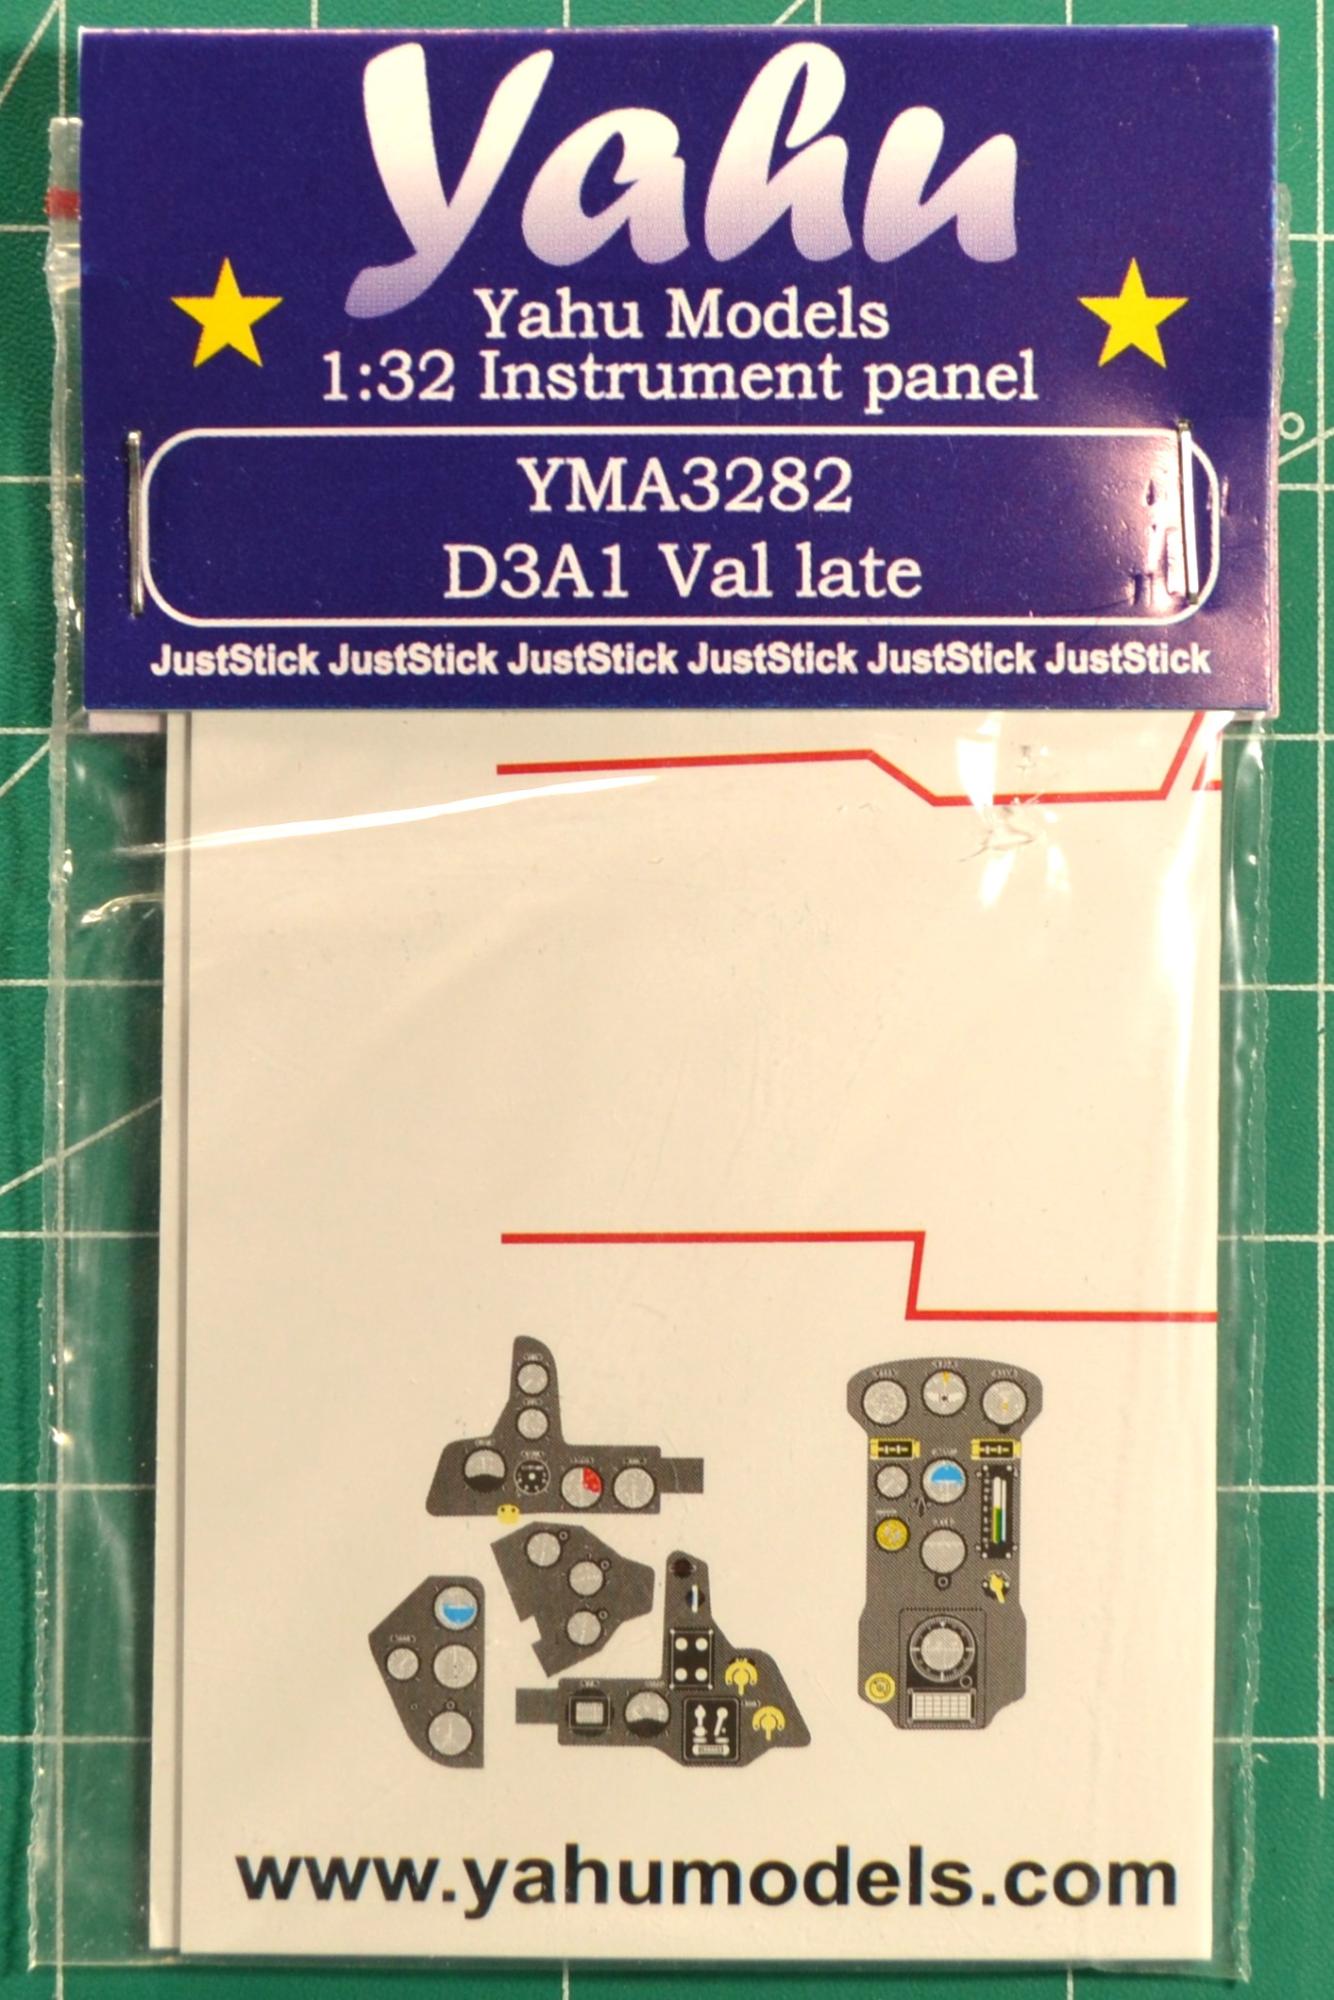 yahu
Yahu Models
1:32 Instrument panel
YMA3282
D3A1 Val late
JustStick JustStick JustStick JustStick JustStick JustStick
www.yahumodels.com